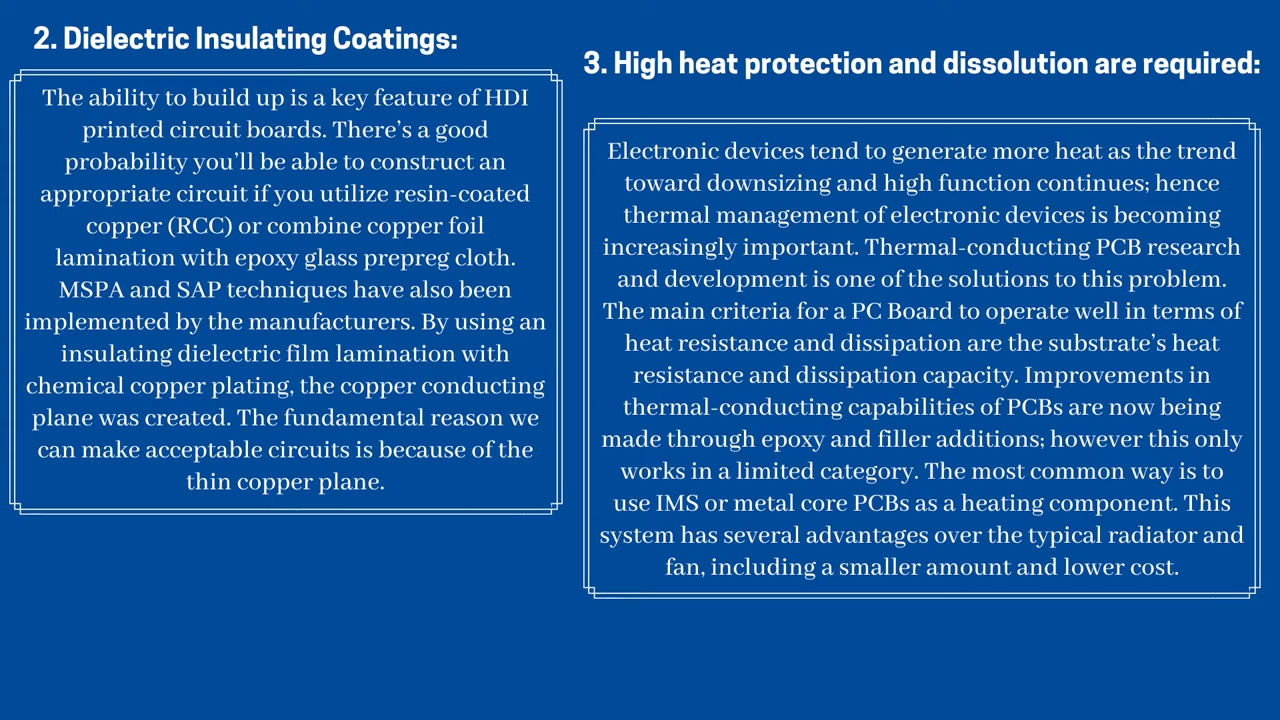 2. Dielectric Insulating Coatings:
The ability to build up is a key feature of HDI
printed circuit boards. There's a good
probability you'll be able to construct an
appropriate circuit if you utilize resin-coated
copper (RCC) or combine copper foil
lamination with epoxy glass prepreg cloth.
MSPA and SAP techniques have also been
implemented by the manufacturers. By using an
insulating dielectric film lamination with
chemical copper plating, the copper conducting
plane was created. The fundamental reason we
can make acceptable circuits is because of the
thin copper plane.
3. High heat protection and dissolution are required:
Electronic devices tend to generate more heat as the trend
toward downsizing and high function continues; hence
thermal management of electronic devices is becoming
increasingly important. Thermal-conducting PCB research
and development is one of the solutions to this problem.
The main criteria for a PC Board to operate well in terms of
heat resistance and dissipation are the substrate's heat
resistance and dissipation capacity. Improvements in
thermal-conducting capabilities of PCBs are now being
made through epoxy and filler additions; however this only
works in a limited category. The most common way is to
use IMS or metal core PCBs as a heating component. This
system has several advantages over the typical radiator and
fan, including a smaller amount and lower cost.